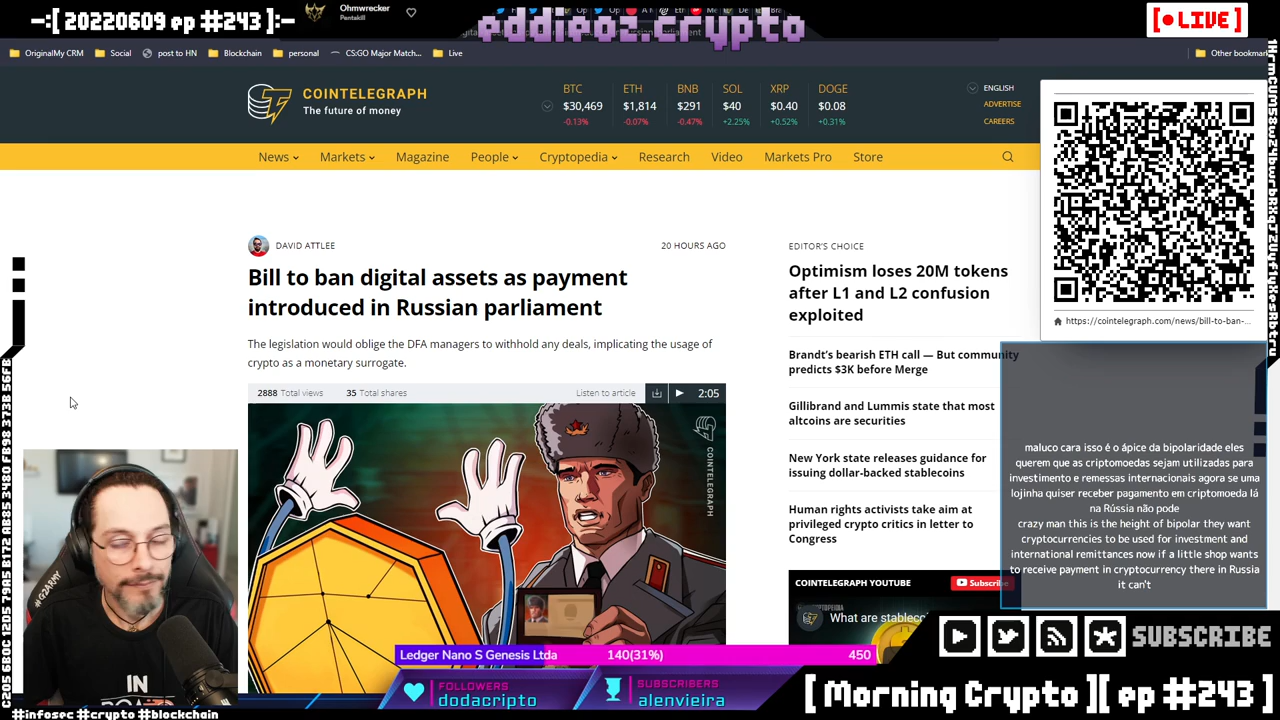 -:[ 20220609 ep #243 ]:-
Ohmwrecker
Pentskill
eddieoz.crypto
[ LIVE ]
OriginalMy CRM
Social
post to HN
Blockchain
personal
CS:GO Major Match...
Live
Other bookmar
COINTELEGRAPH
The future of money
BTC ETH BNB SOL XRP DOGE
$30,469 $1,814 $291 $40 $0.40 $0.08
-0.13% -0.07% -0.47% +2.25% +0.52% +0.31%
ENGLISH
ADVERTISE
CAREERS
News Markets Magazine People Cryptopedia Research Video Markets Pro Store
DAVID ATTLEE
20 HOURS AGO
Bill to ban digital assets as payment
introduced in Russian parliament
The legislation would oblige the DFA managers to withhold any deals, implicating the usage of
crypto as a monetary surrogate.
2888 Total views 35 Total shares Listen to article 2:05
COINTELEGRAPH
EDITOR'S CHOICE
Optimism loses 20M tokens
after L1 and L2 confusion
exploited
Brandt's bearish ETH call — But community
predicts $3K before Merge
Gillibrand and Lummis state that most
altcoins are securities
New York state releases guidance for
issuing dollar-backed stablecoins
Human rights activists take aim at
privileged crypto critics in letter to
Congress
COINTELEGRAPH YOUTUBE
Subscribe
What are stablec
https://cointelegraph.com/news/bill-to-ban-...
maluco cara isso é o ápice da bipolaridade eles
querem que as criptomoedas sejam utilizadas para
investimento e remessas internacionais agora se uma
lojinha quiser receber pagamento em criptomoeda lá
na Rússia não pode
crazy man this is the height of bipolar they want
cryptocurrencies to be used for investment and
international remittances now if a little shop wants
to receive payment in cryptocurrency there in Russia
it can't
#G2ARMY
IN
Ledger Nano S Genesis Ltda 140(31%) 450
FOLLOWERS
dodacripto
SUBSCRIBERS
alenvieira
SUBSCRIBE
[ Morning Crypto ][ ep #243 ]
#infosec #crypto #blockchain